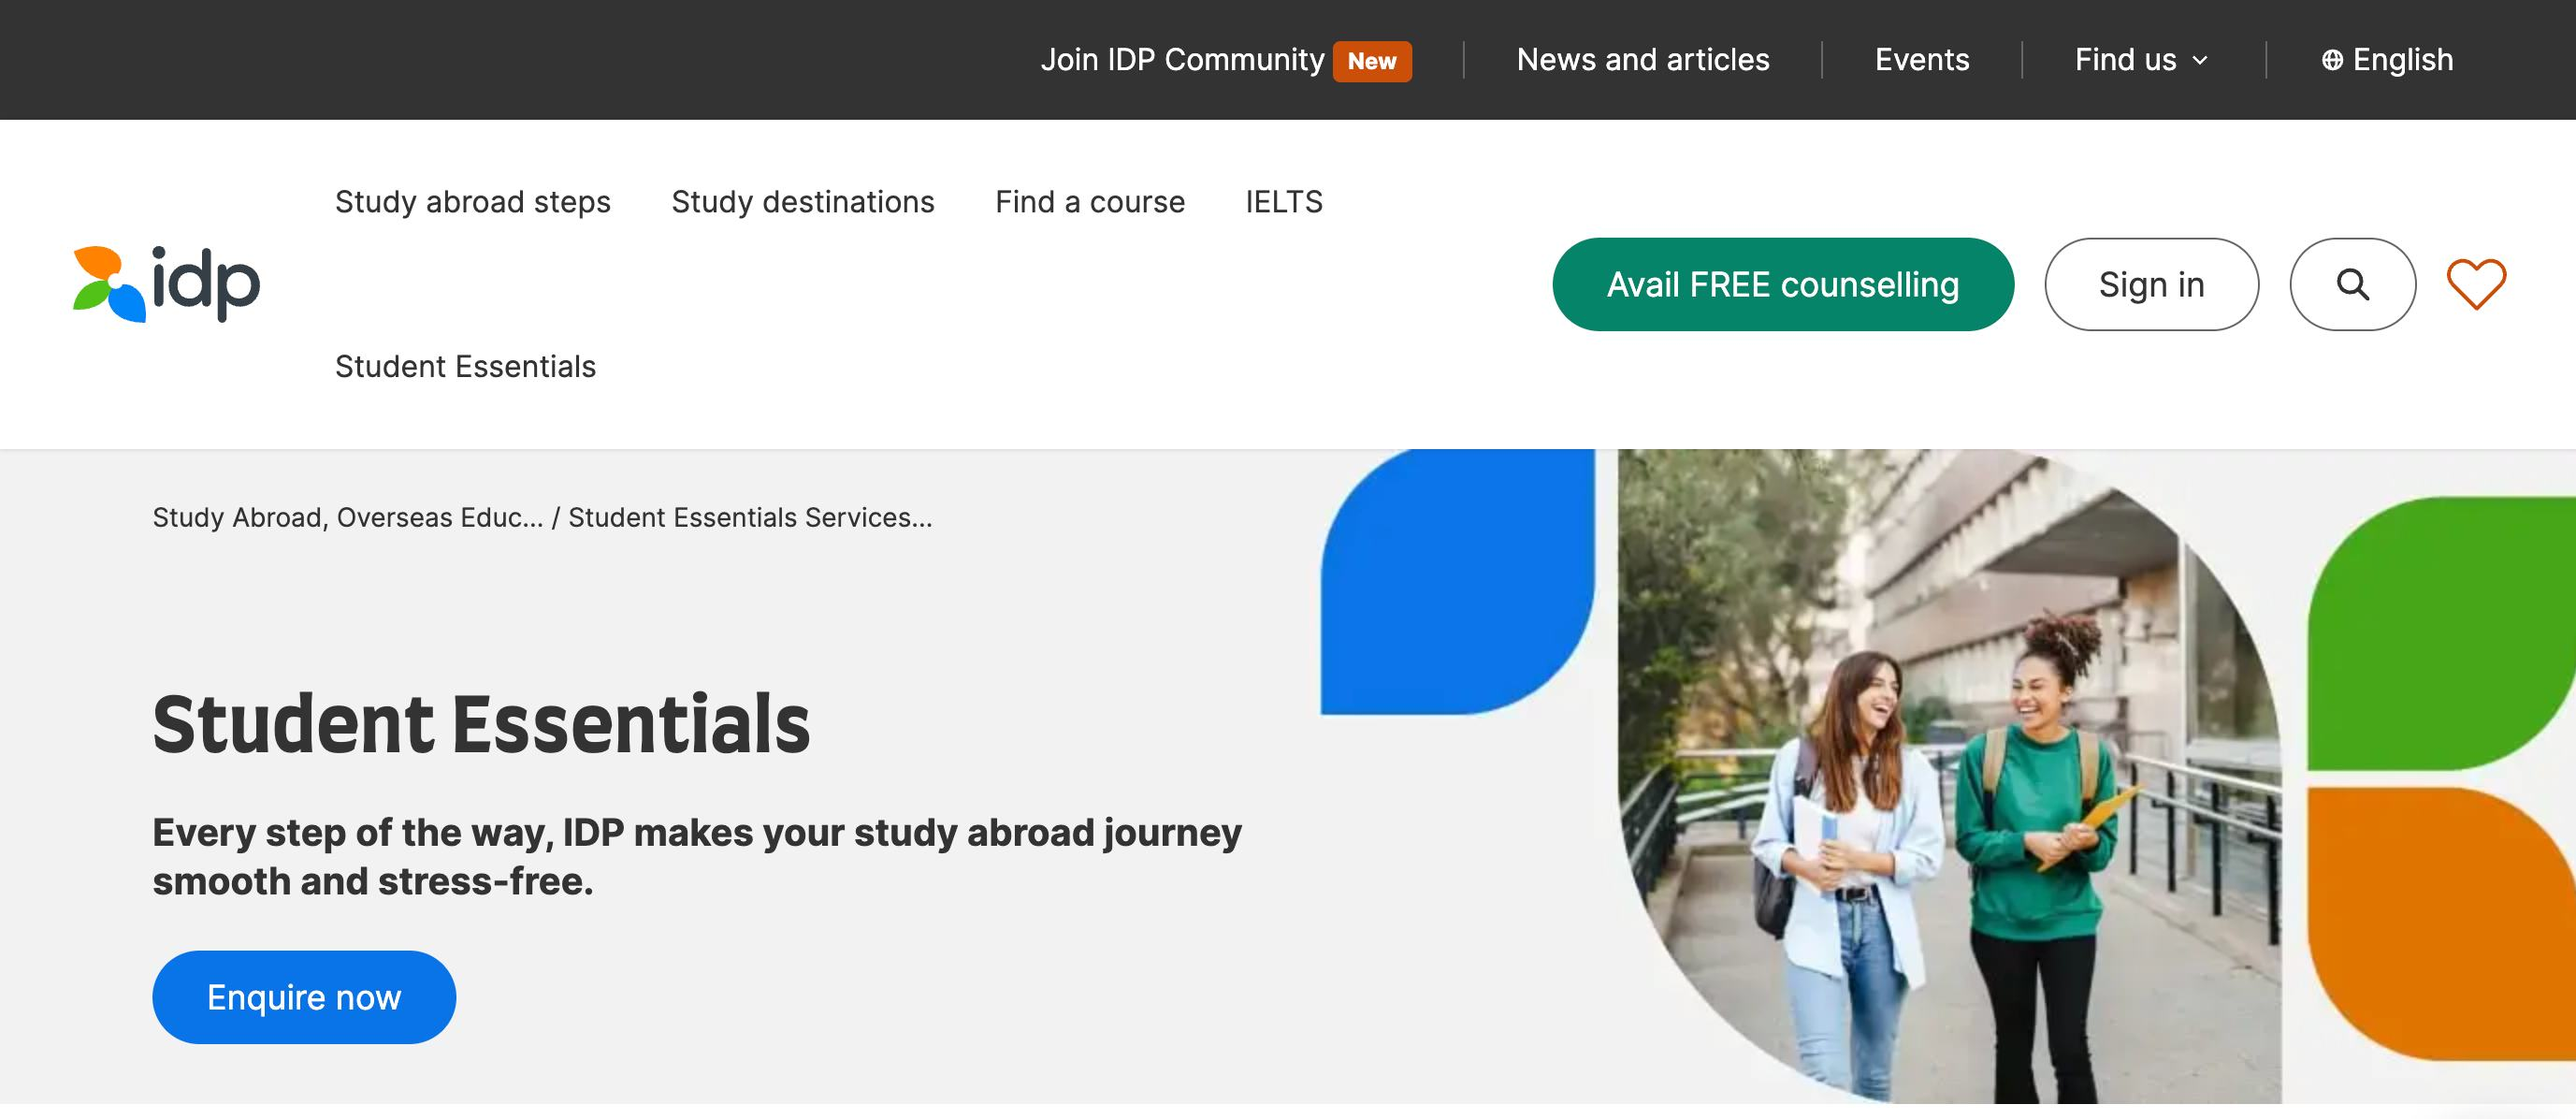 Join IDP Community New News and articles Events Find us English
Study abroad steps Study destinations Find a course IELTS
idp Avail FREE counselling Sign in
Student Essentials
Study Abroad, Overseas Educ... / Student Essentials Services...
Student Essentials
Every step of the way, IDP makes your study abroad journey
smooth and stress-free.
Enquire now